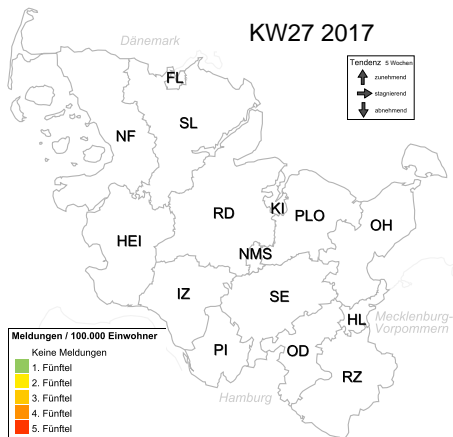 KW27 2017
Dänemark
Tendenz 5 Wochen
zunehmend
stagnierend
abnehmend
FL
SL
NF
RD
KI
PLO
OH
HEI
NMS
IZ
SE
HL
Mecklenburg-
Vorpommern
PI
OD
RZ
Hamburg
Meldungen / 100.000 Einwohner
Keine Meldungen
1. Fünftel
2. Fünftel
3. Fünftel
4. Fünftel
5. Fünftel